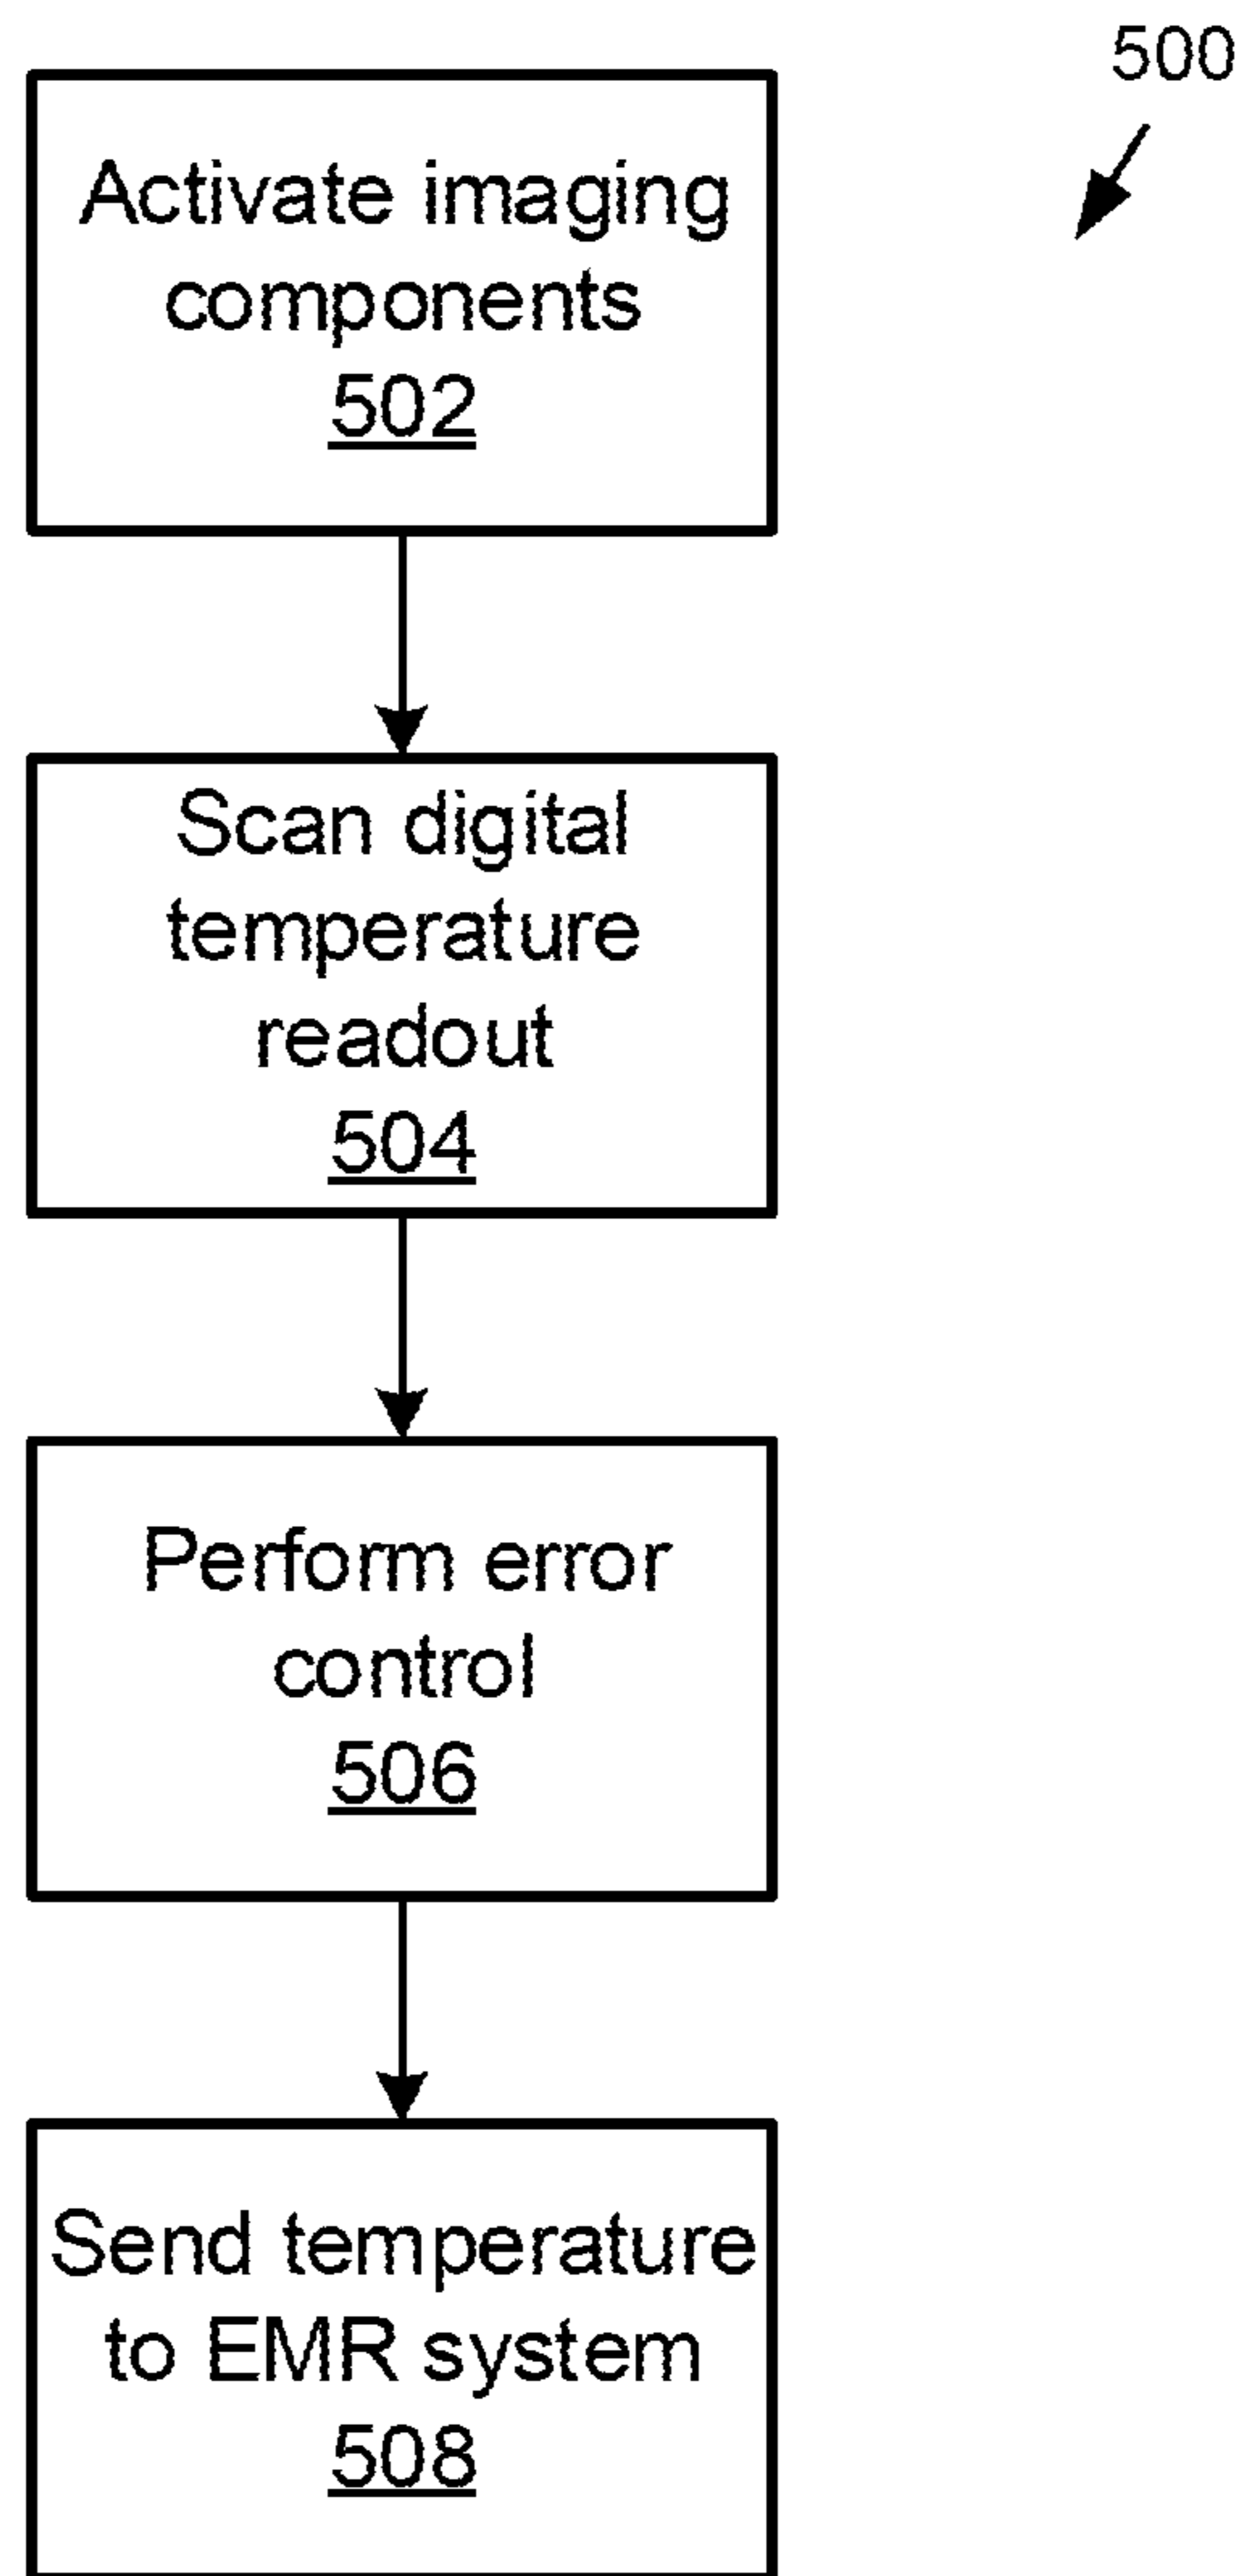 500
Activate imaging
components
502
Scan digital
temperature
readout
504
Perform error
control
506
Send temperature
to EMR system
508